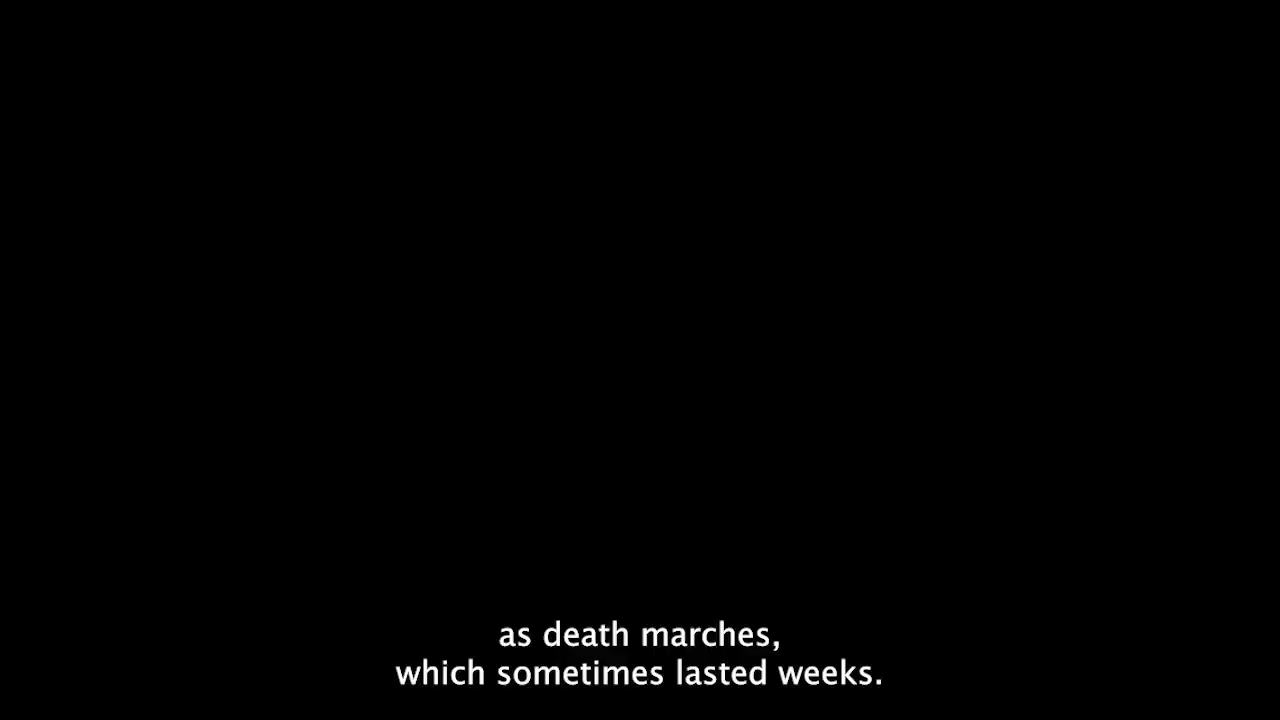 as death marches,
which sometimes lasted weeks.